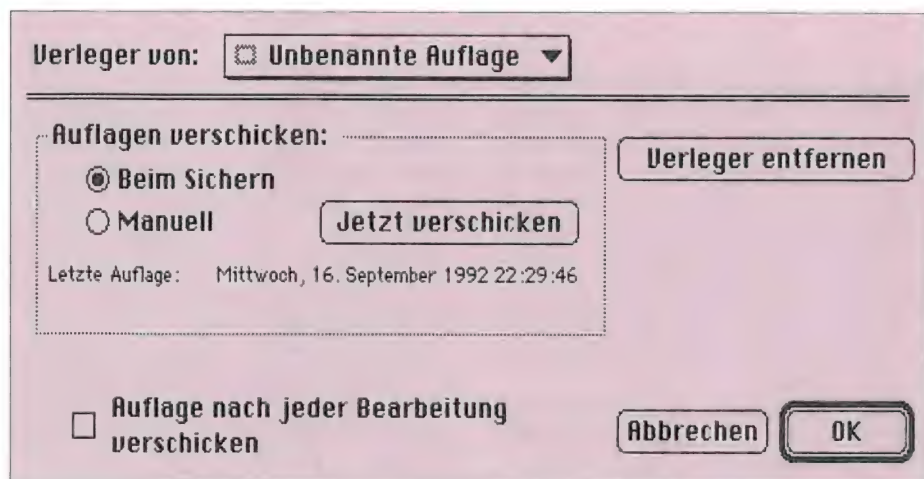 Verleger von: Unbenannte Auflage
Auflagen verschicken:
Verleger entfernen
Beim Sichern
Manuell Jetzt verschicken
Letzte Auflage: Mittwoch, 16. September 1992 22:29:46
Auflage nach jeder Bearbeitung
verschicken
Abbrechen OK